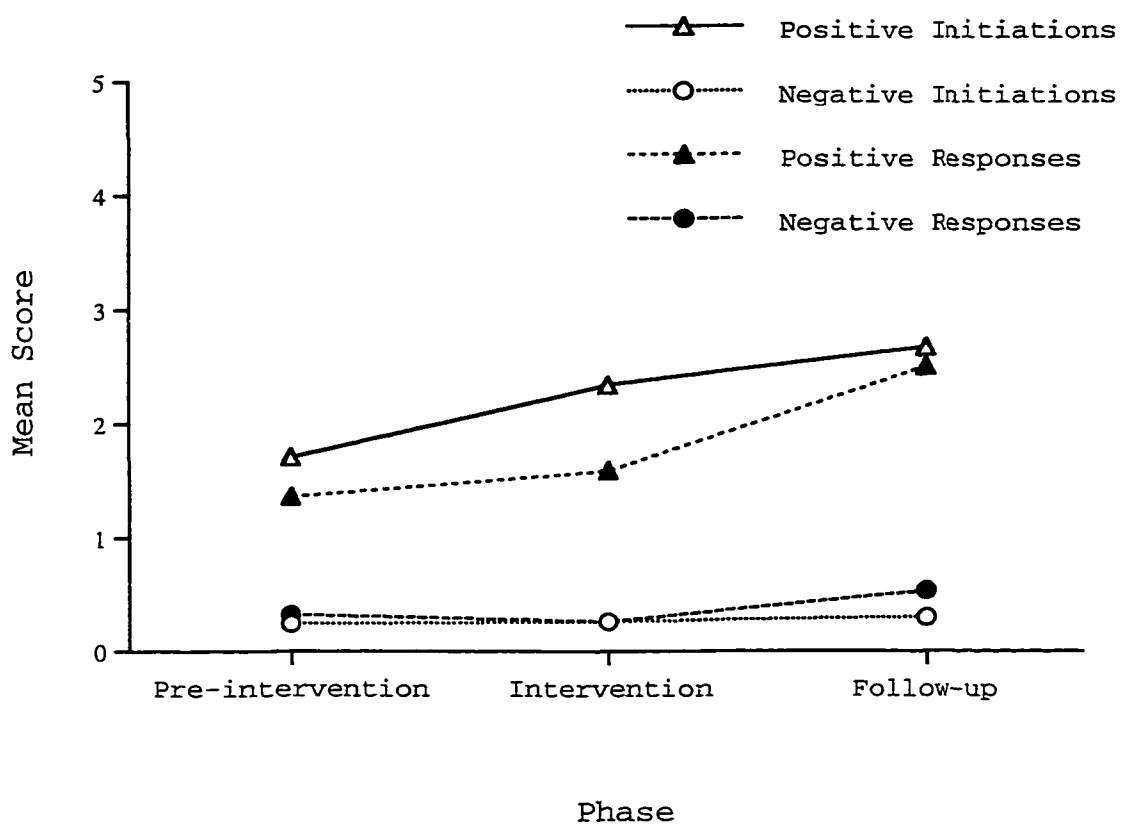 Positive Initiations
Negative Initiations
Positive Responses
Negative Responses
5
4
3
2
1
0
Mean Score
Pre-intervention Intervention Follow-up
Phase